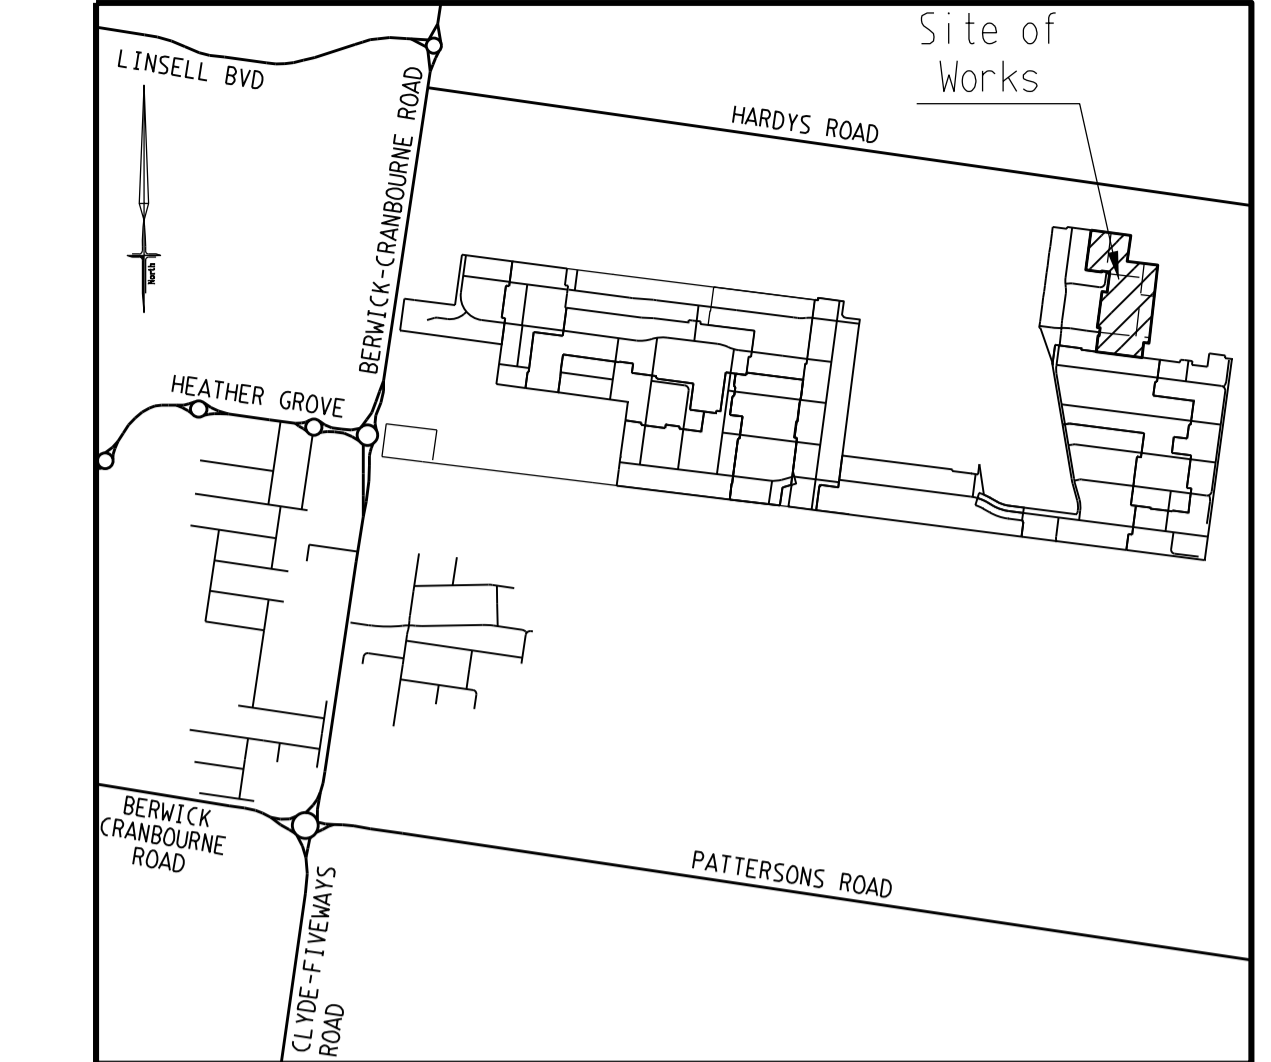 Site of
Works
LINSELL BVD
HARDYS ROAD
BERWICK-CRANBOURNE ROAD
North
HEATHER GROVE
BERWICK
CRANBOURNE
ROAD
PATTERSONS ROAD
CLYDE-FIVEWAYS
ROAD